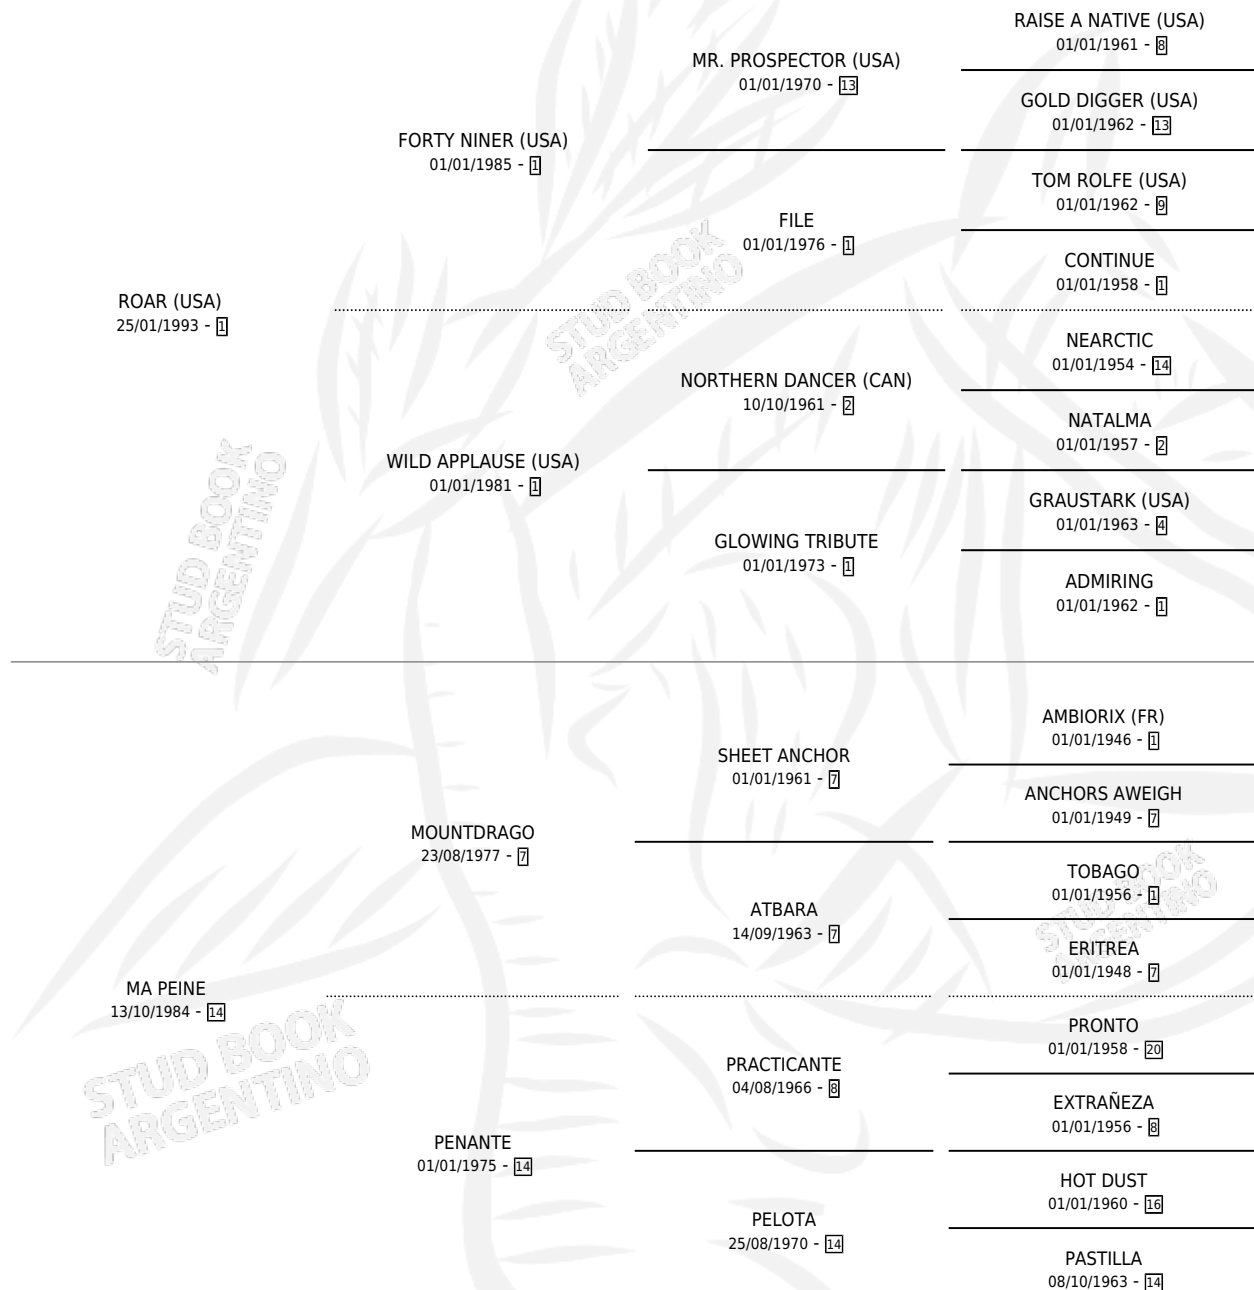 RAISE A NATIVE (USA)
01/01/1961 - 8
MR. PROSPECTOR (USA)
01/01/1970 - 13
GOLD DIGGER (USA)
01/01/1962 - 13
FORTY NINER (USA)
01/01/1985 - 1
TOM ROLFE (USA)
01/01/1962 - 9
FILE
01/01/1976 - 1
CONTINUE
01/01/1958 - 1
ROAR (USA)
25/01/1993 - 1
NEARCTIC
01/01/1954 - 14
NORTHERN DANCER (CAN)
10/10/1961 - 2
NATALMA
01/01/1957 - 2
WILD APPLAUSE (USA)
01/01/1981 - 1
GRAUSTARK (USA)
01/01/1963 - 4
GLOWING TRIBUTE
01/01/1973 - 1
ADMIRING
01/01/1962 - 1
AMBIORIX (FR)
01/01/1946 - 1
SHEET ANCHOR
01/01/1961 - 7
ANCHORS AWEIGH
01/01/1949 - 7
MOUNTDRAGO
23/08/1977 - 7
TOBAGO
01/01/1956 - 1
ATBARA
14/09/1963 - 7
ERITREA
01/01/1948 - 7
MA PEINE
13/10/1984 - 14
PRONTO
01/01/1958 - 20
PRACTICANTE
04/08/1966 - 8
EXTRAÑEZA
01/01/1956 - 8
PENANTE
01/01/1975 - 14
HOT DUST
01/01/1960 - 16
PELOTA
25/08/1970 - 14
PASTILLA
08/10/1963 - 14
STUD BOOK
ARGENTINO
STUD BOOK
ARGENTINO
STUD BOOK
ARGENTINO
STUD BOOK
ARGENTINO